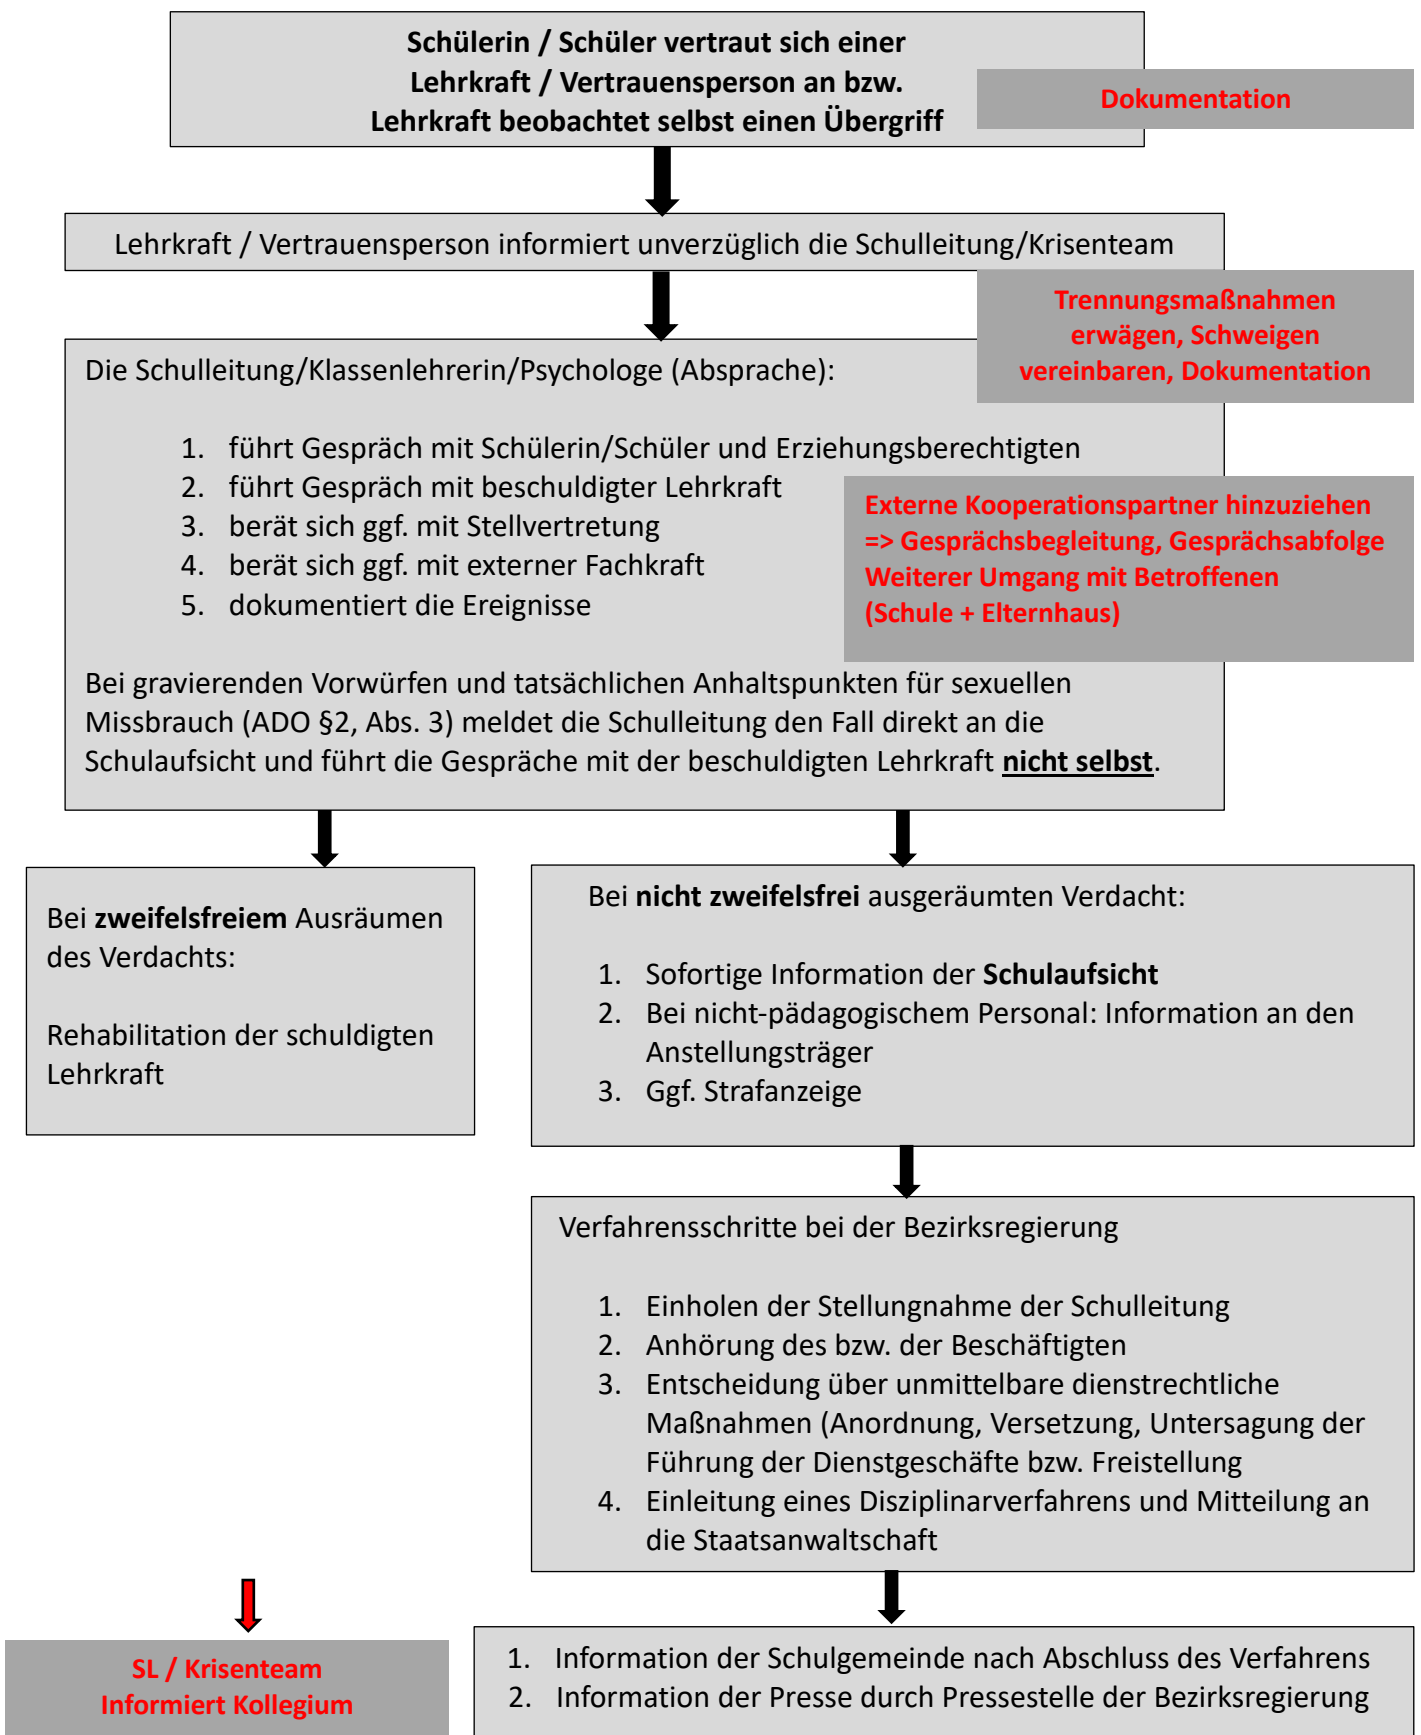 Schülerin / Schüler vertraut sich einer
Lehrkraft / Vertrauensperson an bzw.
Lehrkraft beobachtet selbst einen Übergriff
Dokumentation
Lehrkraft / Vertrauensperson informiert unverzüglich die Schulleitung/Krisenteam
Trennungsmaßnahmen
erwägen, Schweigen
vereinbaren, Dokumentation
Die Schulleitung/Klassenlehrerin/Psychologe (Absprache):
1. führt Gespräch mit Schülerin/Schüler und Erziehungsberechtigten
2. führt Gespräch mit beschuldigter Lehrkraft
3. berät sich ggf. mit Stellvertretung
4. berät sich ggf. mit externer Fachkraft
5. dokumentiert die Ereignisse
Externe Kooperationspartner hinzuziehen
=> Gesprächsbegleitung, Gesprächsabfolge
Weiterer Umgang mit Betroffenen
(Schule + Elternhaus)
Bei gravierenden Vorwürfen und tatsächlichen Anhaltspunkten für sexuellen
Missbrauch (ADO §2, Abs. 3) meldet die Schulleitung den Fall direkt an die
Schulaufsicht und führt die Gespräche mit der beschuldigten Lehrkraft nicht selbst.
Bei zweifelsfreiem Ausräumen
des Verdachts:
Rehabilitation der schuldigten
Lehrkraft
Bei nicht zweifelsfrei ausgeräumten Verdacht:
1. Sofortige Information der Schulaufsicht
2. Bei nicht-pädagogischem Personal: Information an den
Anstellungsträger
3. Ggf. Strafanzeige
Verfahrensschritte bei der Bezirksregierung
1. Einholen der Stellungnahme der Schulleitung
2. Anhörung des bzw. der Beschäftigten
3. Entscheidung über unmittelbare dienstrechtliche
Maßnahmen (Anordnung, Versetzung, Untersagung der
Führung der Dienstgeschäfte bzw. Freistellung
4. Einleitung eines Disziplinarverfahrens und Mitteilung an
die Staatsanwaltschaft
SL / Krisenteam
Informiert Kollegium
1. Information der Schulgemeinde nach Abschluss des Verfahrens
2. Information der Presse durch Pressestelle der Bezirksregierung